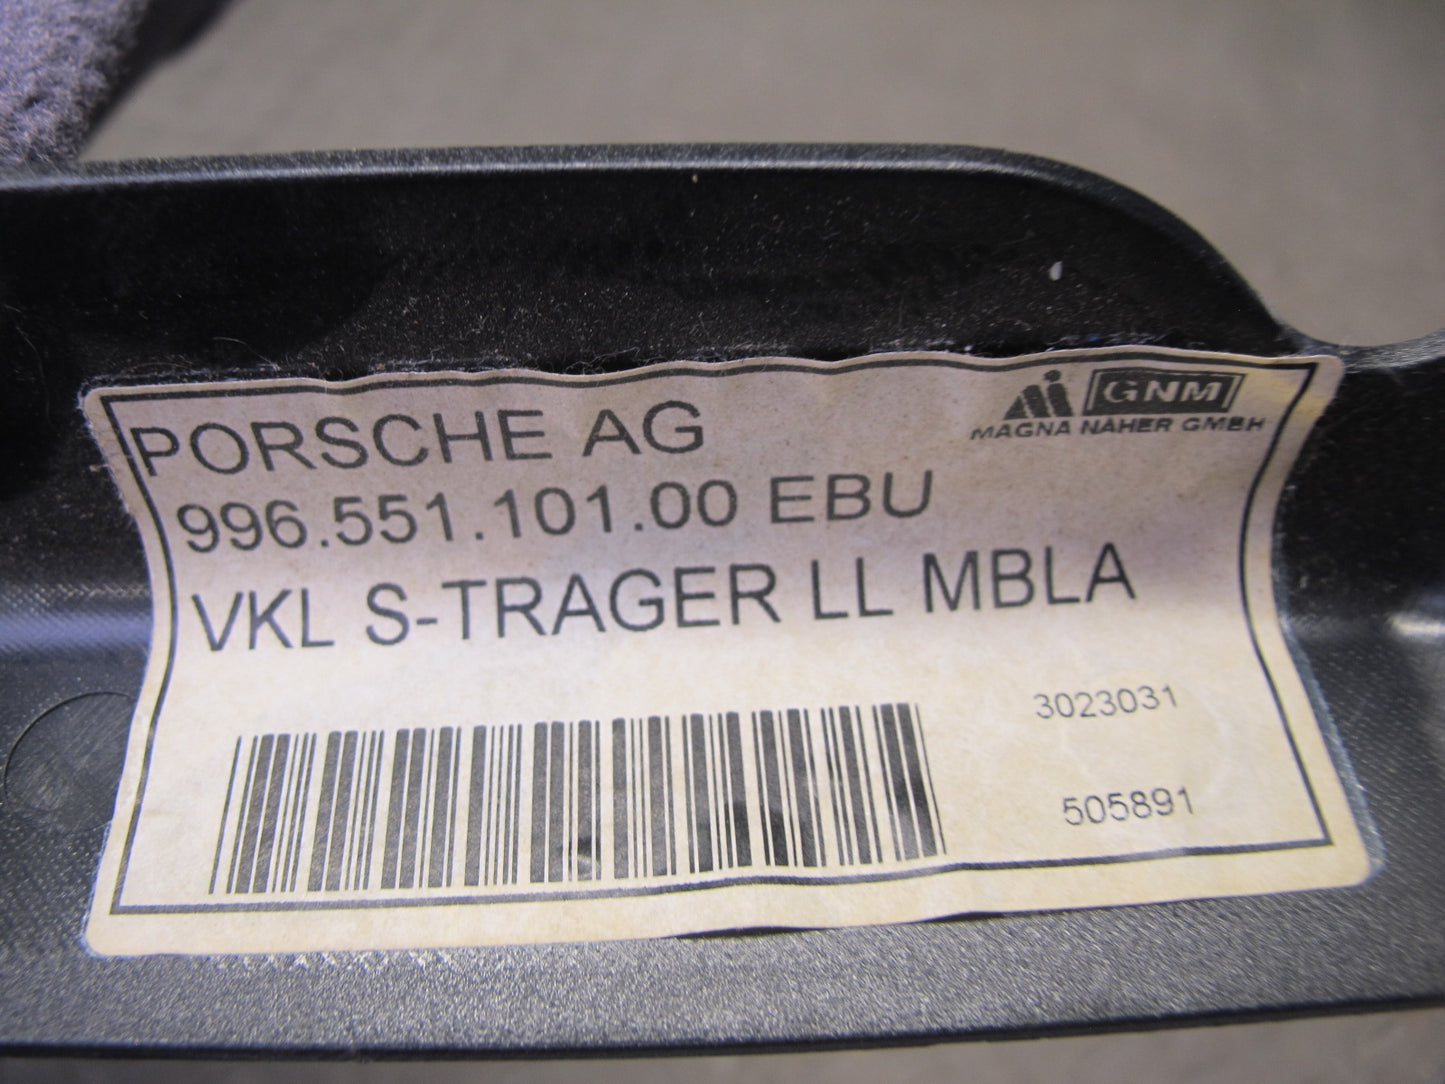 PORSCHE AG
GNM
MAGNA NAHER GMBH
996.551.101.00 EBU
VKL S-TRAGER LL MBLA
3023031
505891